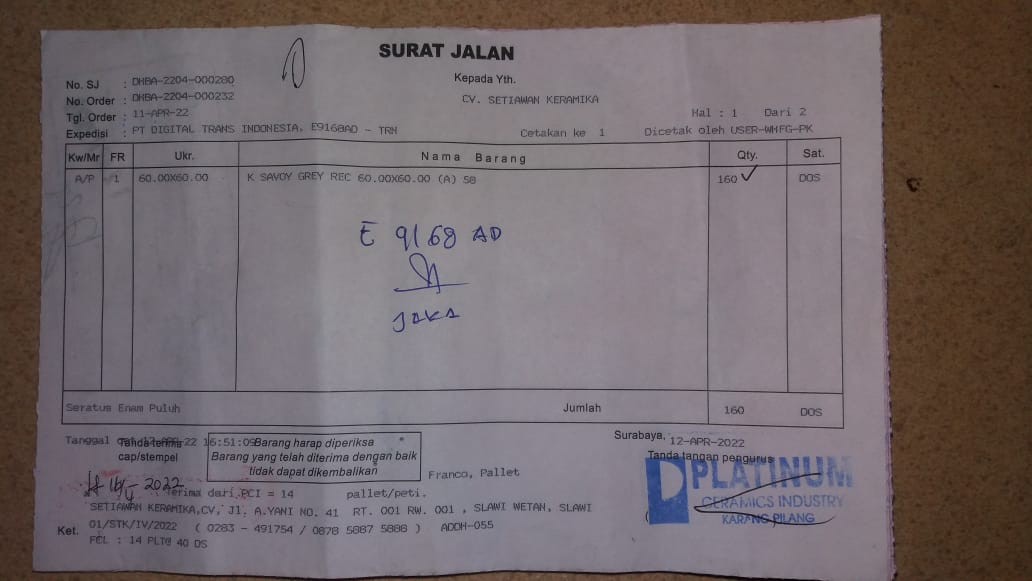 SURAT JALAN
No. SJ : DHBA-2204-000280
Kepada Yth.
No. Order : DHBA-2204-000232
CV. SETIAWAN KERAMIKA
Tgl. Order : 11-APR-22
Hal : 1 Dari 2
Expedisi : PT DIGITAL TRANS INDONESIA, E9168AD - TRN
Cetakan ke 1 Dicetak oleh USER-WHFG-PK
Kw/Mr FR Ukr. Nama Barang Qty. Sat.
A/P 1 60.00X60.00 K SAVOY GREY REC 60.00X60.00 (A) 58 160 DOS
E 9168 AD
JAKA
Seratus Enam Puluh Jumlah 160 DOS
Tanggal 16:51:09
Tanda terima
cap/stempel
Barang harap diperiksa
Barang yang telah diterima dengan baik
tidak dapat dikembalikan
Surabaya, 12-APR-2022
Tanda tangan pengurus
Franco, Pallet
PLATINUM
CERAMICS INDUSTRY
KARANG PILANG
2022
Terima dari PCI = 14 pallet/peti.
SETIAWAN KERAMIKA,CV, Jl. A.YANI NO. 41 RT. 001 RW. 001 , SLAWI WETAN, SLAWI
Ket. 01/STK/IV/2022 ( 0283 - 491754 / 0878 5887 5888 ) ADDH-055
FCL : 14 PLT@ 40 DS